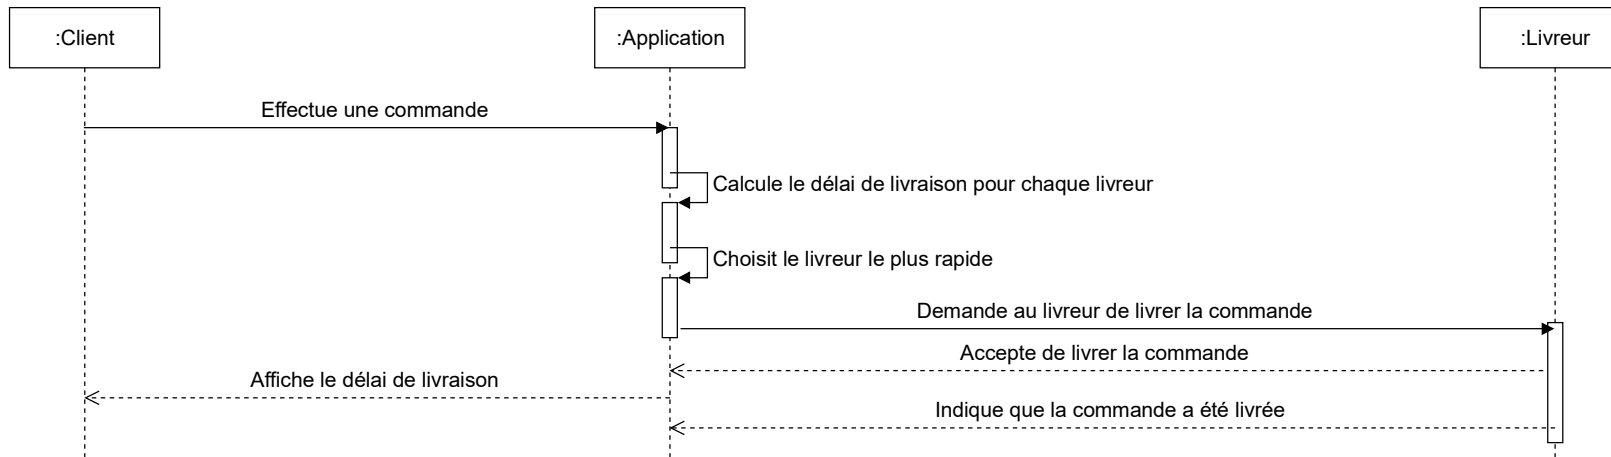 :Client
:Application
:Livreur
Effectue une commande
Calcule le délai de livraison pour chaque livreur
Choisit le livreur le plus rapide
Demande au livreur de livrer la commande
Accepte de livrer la commande
Affiche le délai de livraison
Indique que la commande a été livrée